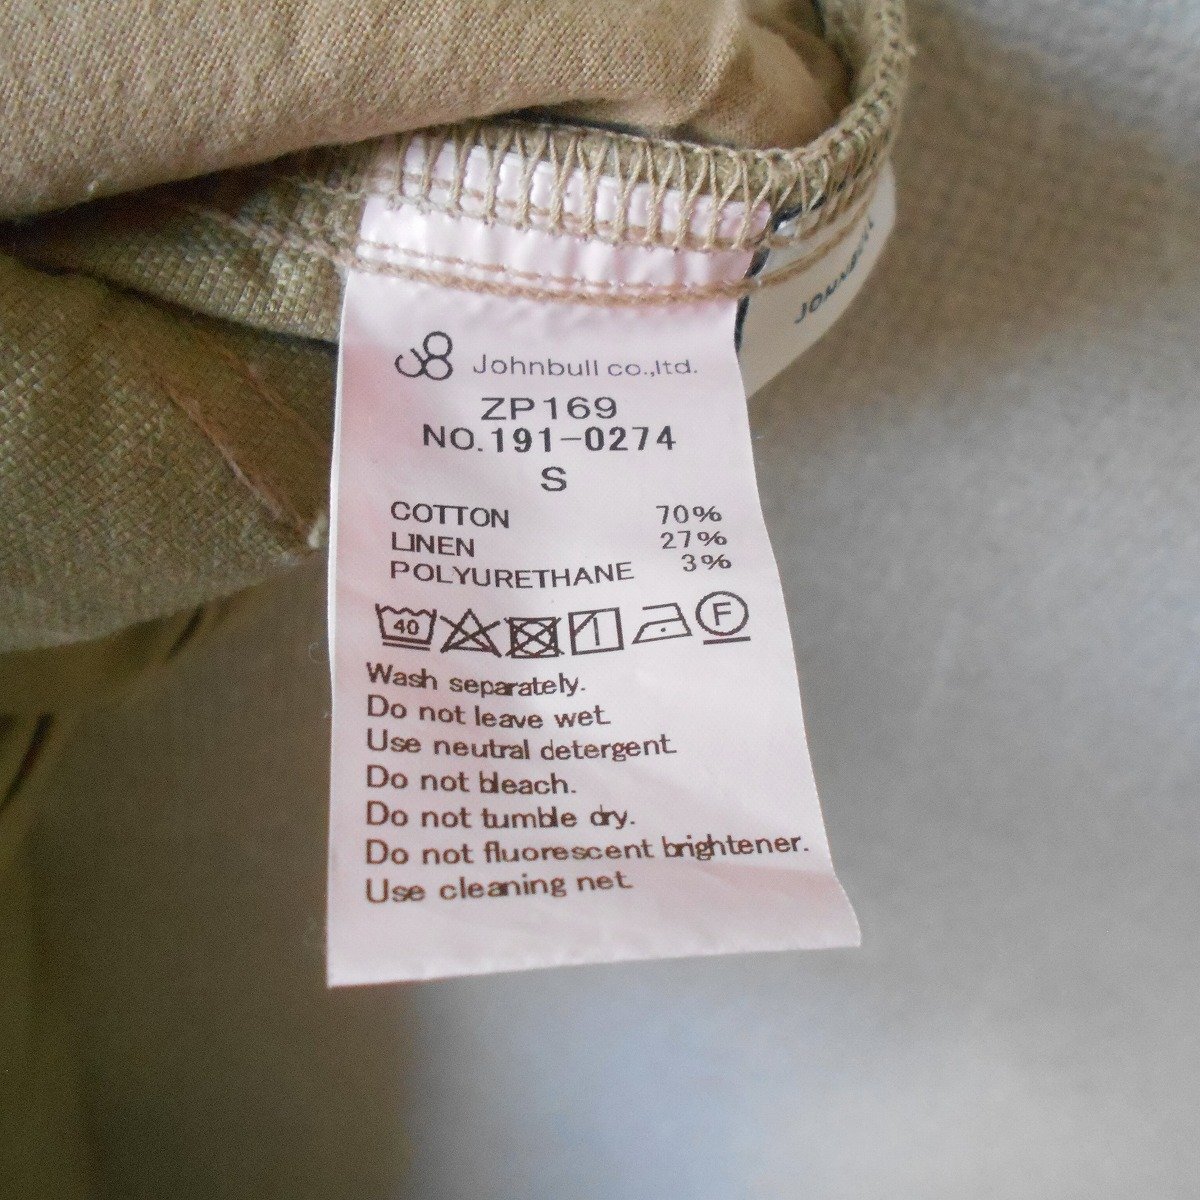 Johnbull co.,ltd.
ZP169
NO.191-0274
S
COTTON 70%
LINEN 27%
POLYURETHANE 3%
40 F
Wash separately.
Do not leave wet.
Use neutral detergent.
Do not bleach.
Do not tumble dry.
Do not fluorescent brightener.
Use cleaning net.